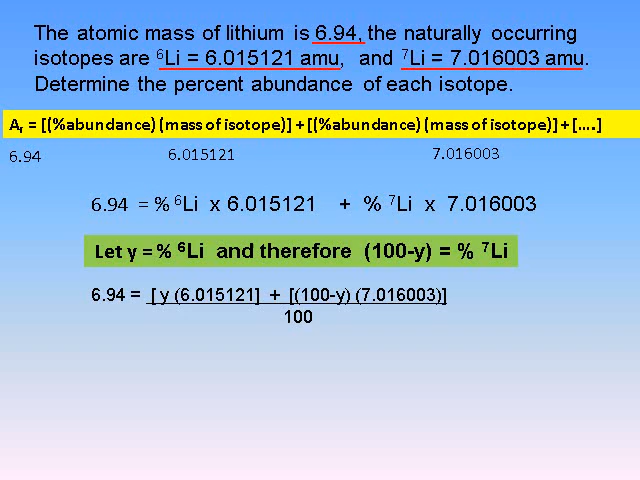 The atomic mass of lithium is 6.94, the naturally occurring
isotopes are ⁶Li = 6.015121 amu, and ⁷Li = 7.016003 amu.
Determine the percent abundance of each isotope.
Aᵣ = [(%abundance) (mass of isotope)] + [(%abundance) (mass of isotope)] + [....]
6.94 6.015121 7.016003
6.94 = % ⁶Li x 6.015121 + % ⁷Li x 7.016003
Let y = % ⁶Li and therefore (100-y) = % ⁷Li
6.94 = [ y (6.015121] + [(100-y) (7.016003)]
100